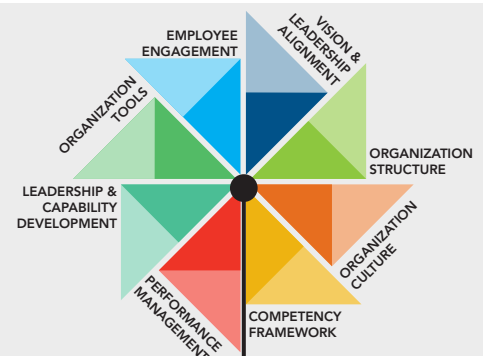 EMPLOYEE
ENGAGEMENT
VISION &
LEADERSHIP
ALIGNMENT
ORGANIZATION
STRUCTURE
ORGANIZATION
CULTURE
COMPETENCY
FRAMEWORK
PERFORMANCE
MANAGEMENT
LEADERSHIP &
CAPABILITY
DEVELOPMENT
ORGANIZATION
TOOLS